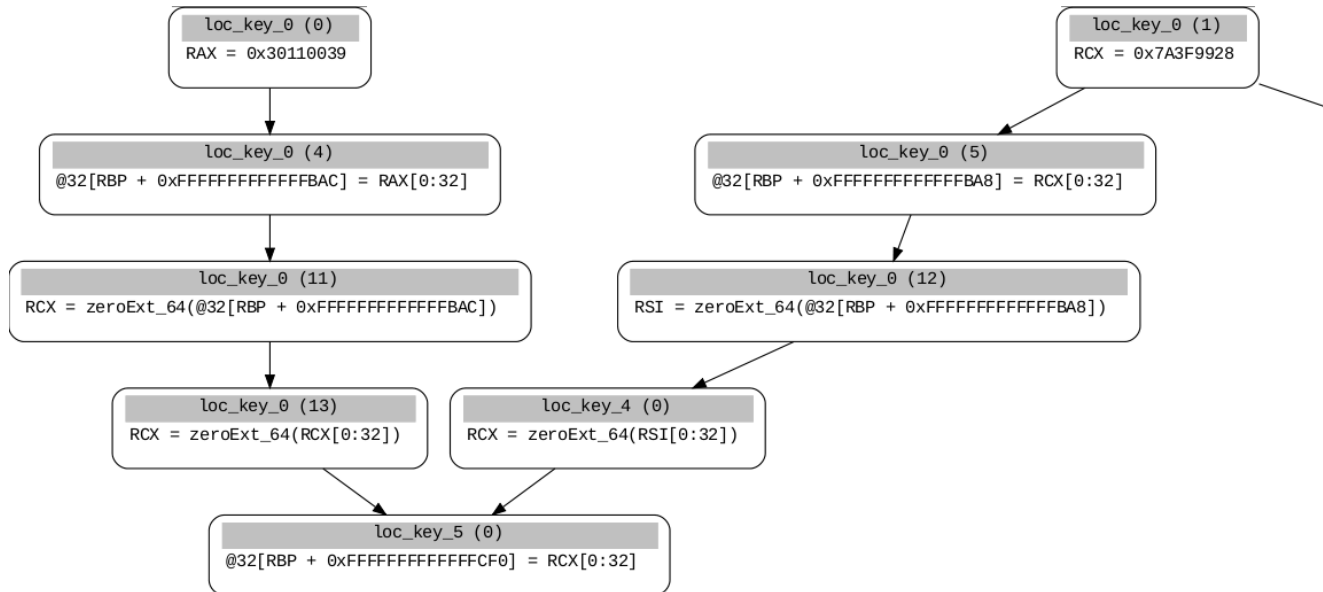 loc_key_0 (0)
RAX = 0x30110039
loc_key_0 (1)
RCX = 0x7A3F9928
loc_key_0 (4)
@32[RBP + 0xFFFFFFFFFFFFFBAC] = RAX[0:32]
loc_key_0 (5)
@32[RBP + 0xFFFFFFFFFFFFFBA8] = RCX[0:32]
loc_key_0 (11)
RCX = zeroExt_64(@32[RBP + 0xFFFFFFFFFFFFFBAC])
loc_key_0 (12)
RSI = zeroExt_64(@32[RBP + 0xFFFFFFFFFFFFFBA8])
loc_key_0 (13)
RCX = zeroExt_64(RCX[0:32])
loc_key_4 (0)
RCX = zeroExt_64(RSI[0:32])
loc_key_5 (0)
@32[RBP + 0xFFFFFFFFFFFFFCF0] = RCX[0:32]